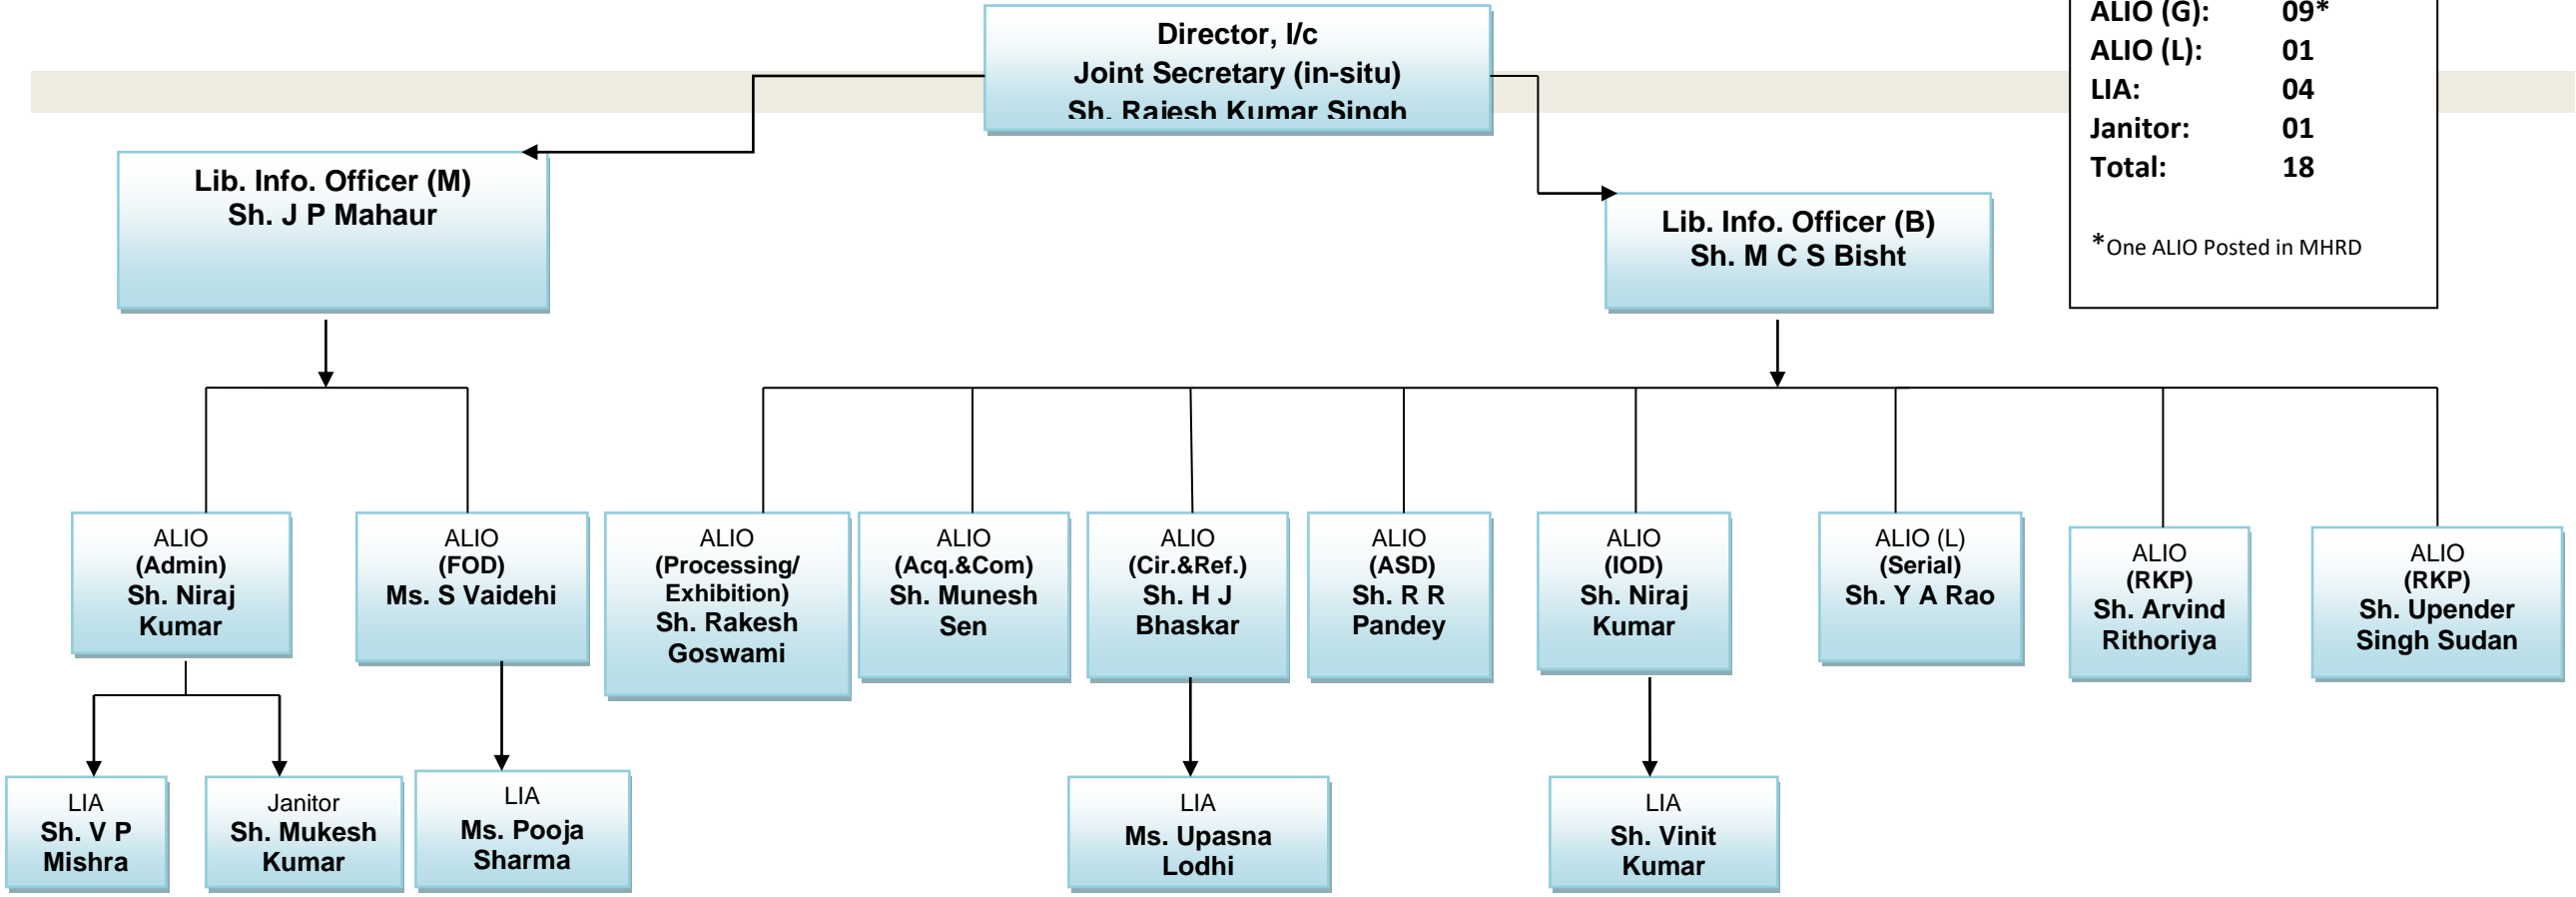 Director, I/c
Joint Secretary (in-situ)
Sh. Rajesh Kumar Singh
ALIO (G): 09*
ALIO (L): 01
LIA: 04
Janitor: 01
Total: 18
*One ALIO Posted in MHRD
Lib. Info. Officer (M)
Sh. J P Mahaur
Lib. Info. Officer (B)
Sh. M C S Bisht
ALIO
(Admin)
Sh. Niraj
Kumar
ALIO
(FOD)
Ms. S Vaidehi
ALIO
(Processing/
Exhibition)
Sh. Rakesh
Goswami
ALIO
(Acq.&Com)
Sh. Munesh
Sen
ALIO
(Cir.&Ref.)
Sh. H J
Bhaskar
ALIO
(ASD)
Sh. R R
Pandey
ALIO
(IOD)
Sh. Niraj
Kumar
ALIO (L)
(Serial)
Sh. Y A Rao
ALIO
(RKP)
Sh. Arvind
Rithoriya
ALIO
(RKP)
Sh. Upender
Singh Sudan
LIA
Sh. V P
Mishra
Janitor
Sh. Mukesh
Kumar
LIA
Ms. Pooja
Sharma
LIA
Ms. Upasna
Lodhi
LIA
Sh. Vinit
Kumar